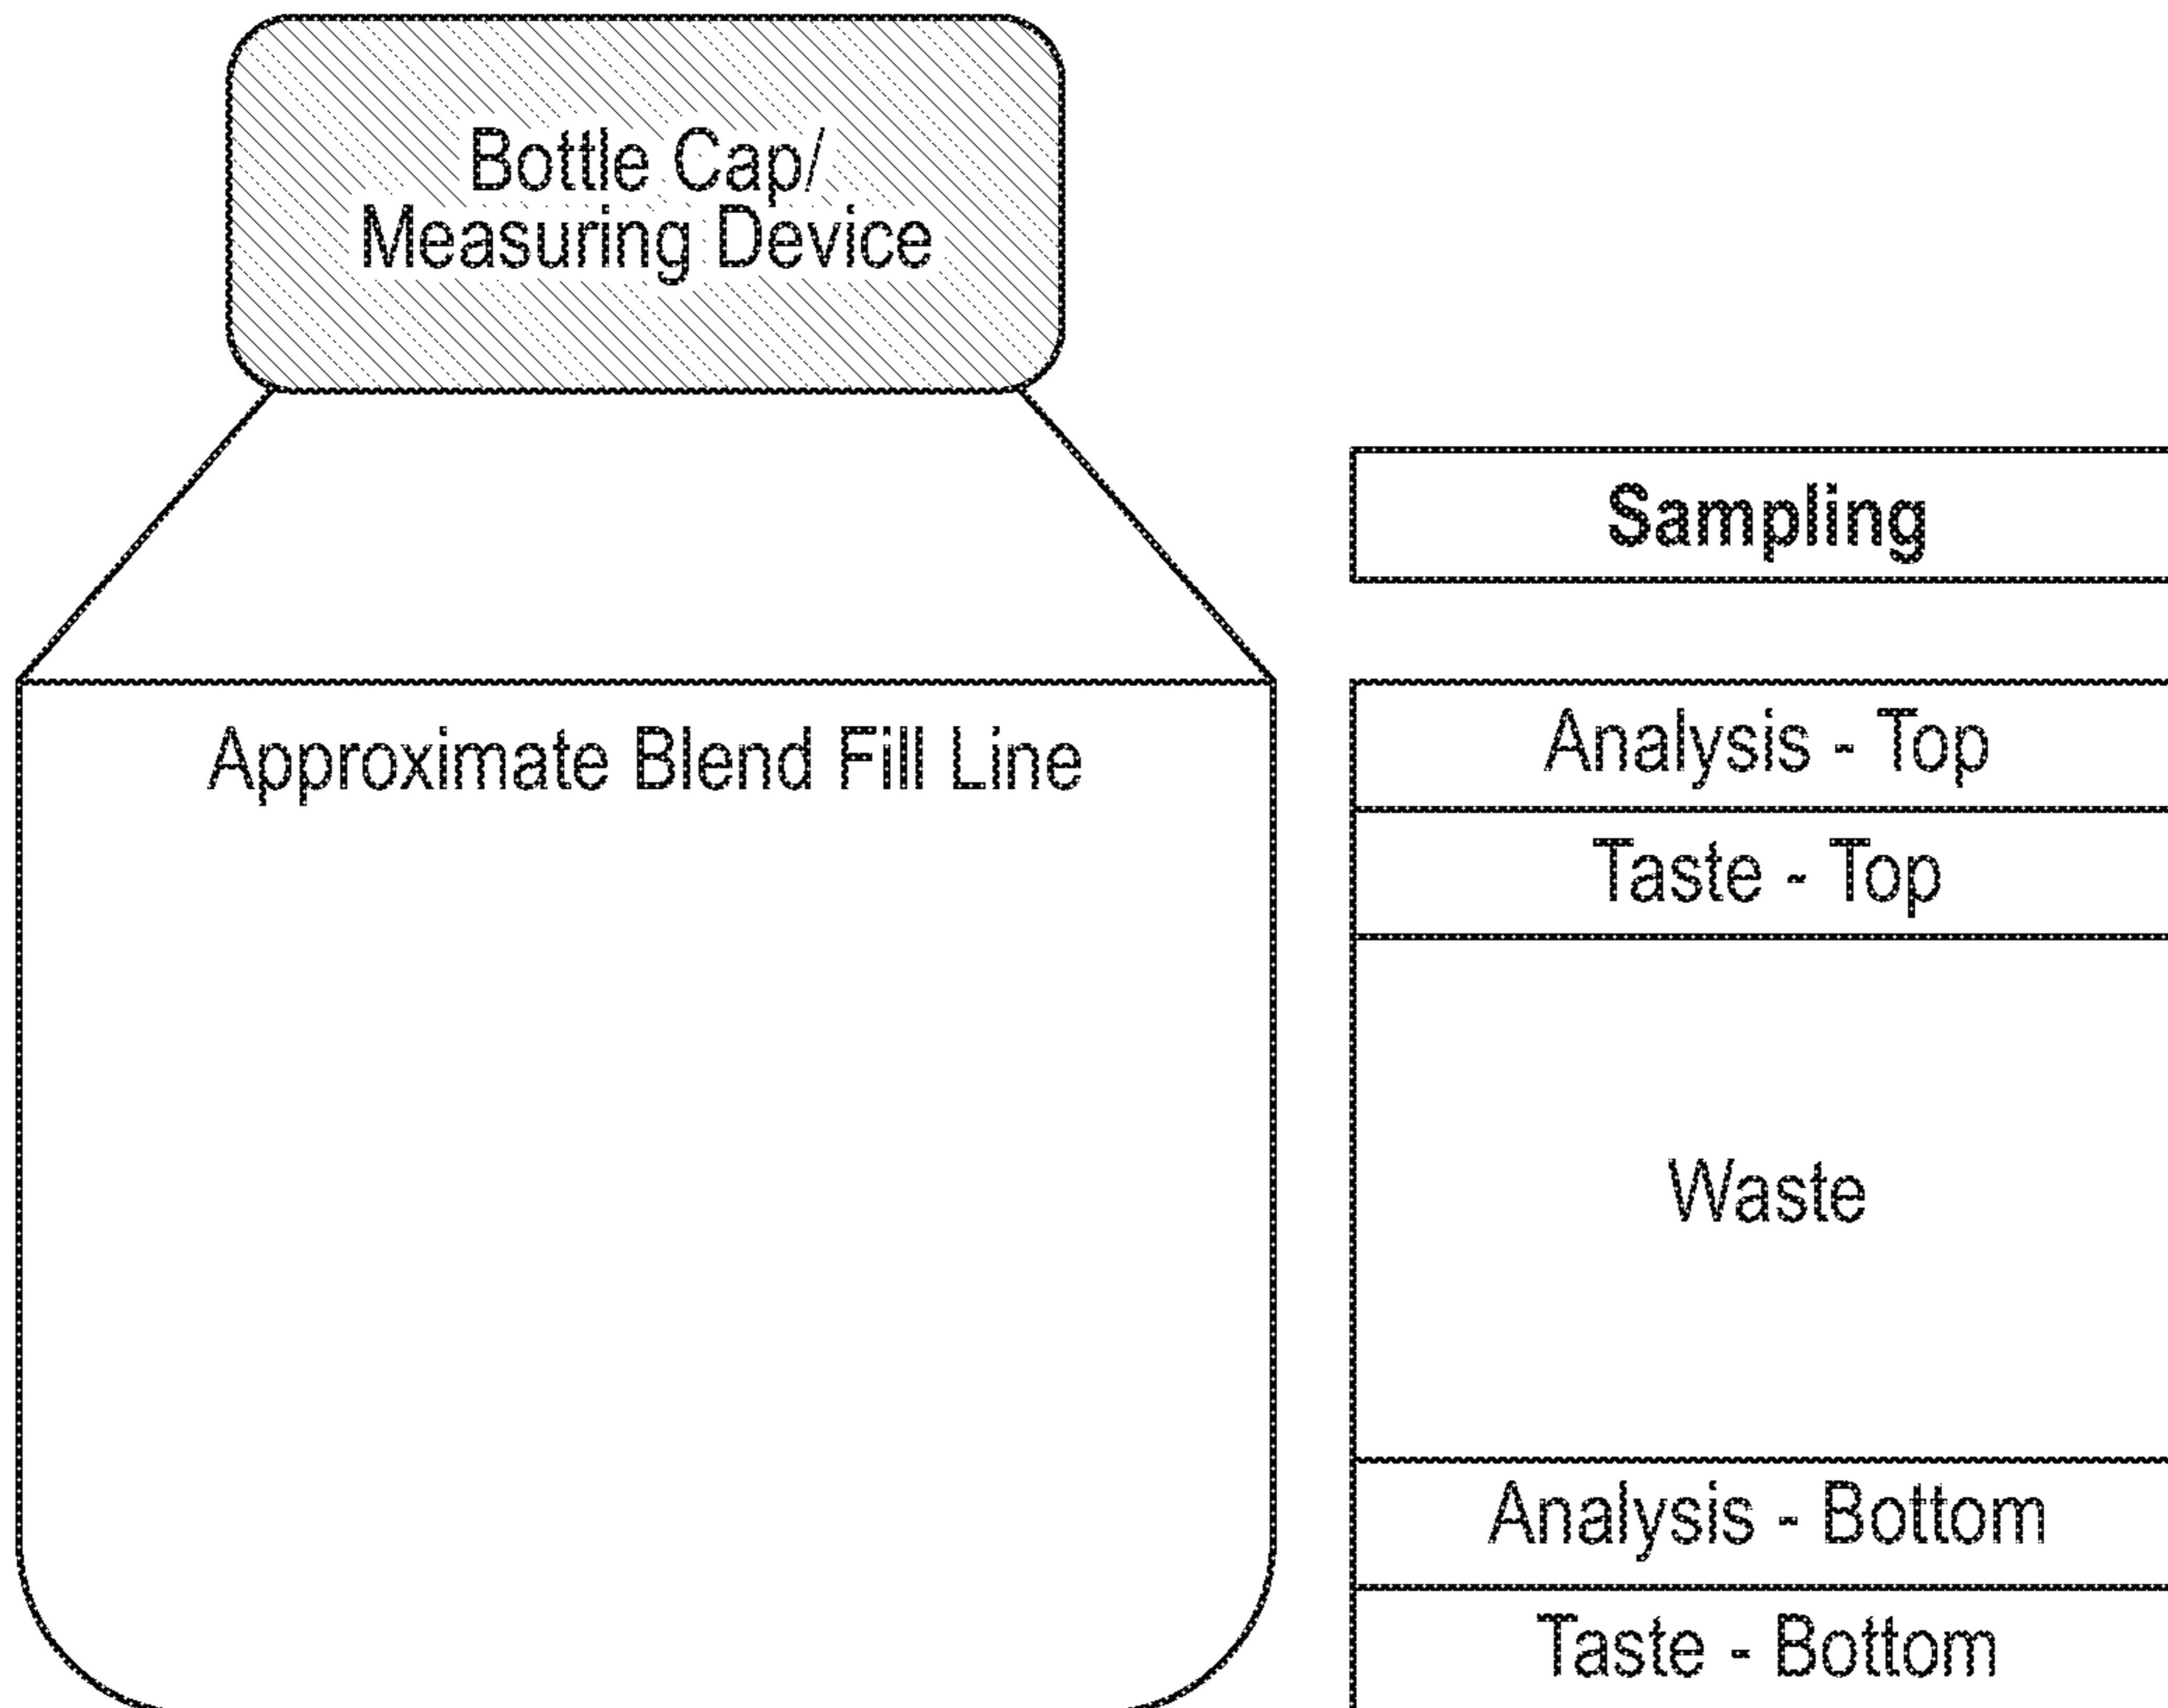 Bottle Cap/
Measuring Device
Sampling
Approximate Blend Fill Line
Analysis - Top
Taste - Top
Waste
Analysis - Bottom
Taste - Bottom